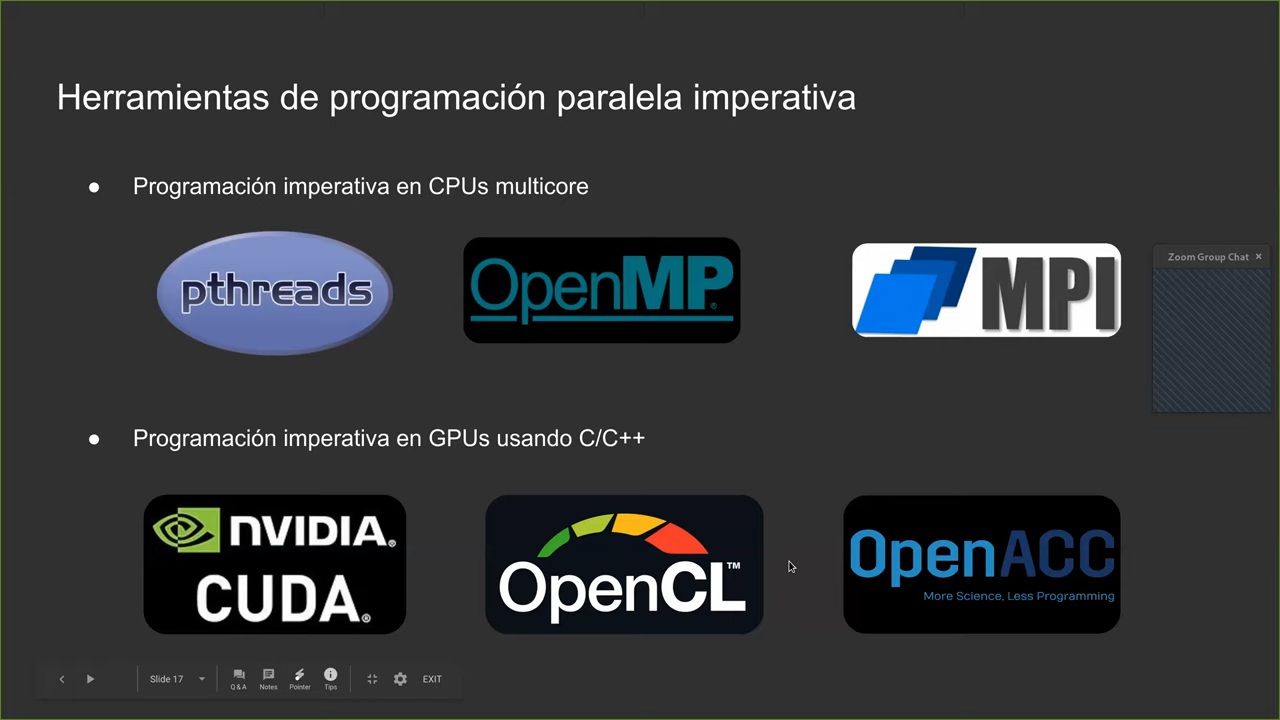 Herramientas de programación paralela imperativa
● Programación imperativa en CPUs multicore
pthreads
OpenMP®
MPI
Zoom Group Chat ×
● Programación imperativa en GPUs usando C/C++
NVIDIA®
CUDA®
OpenCL™
OpenACC
More Science, Less Programming
Slide 17
Q & A
Notes
Pointer
Tips
EXIT